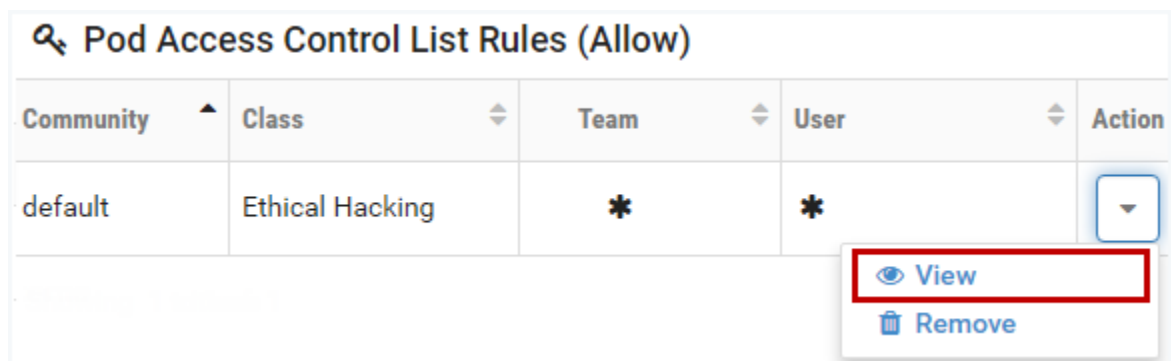 Pod Access Control List Rules (Allow)
Community Class Team User Action
default Ethical Hacking * *
View
Remove